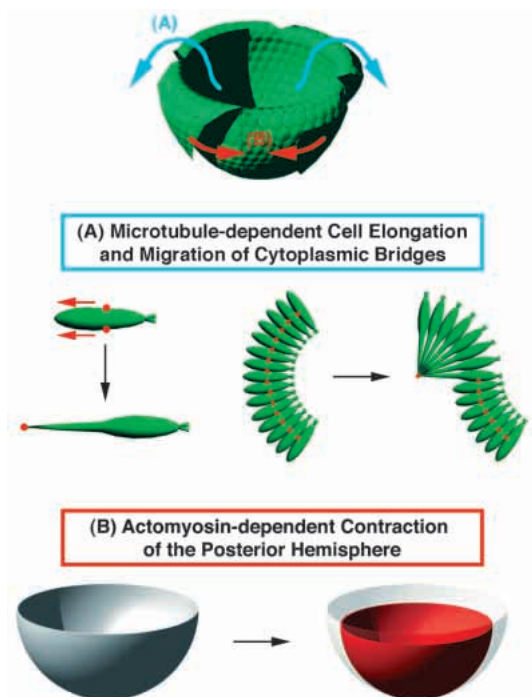 (A)
(B)
(A) Microtubule-dependent Cell Elongation
and Migration of Cytoplasmic Bridges
(B) Actomyosin-dependent Contraction
of the Posterior Hemisphere